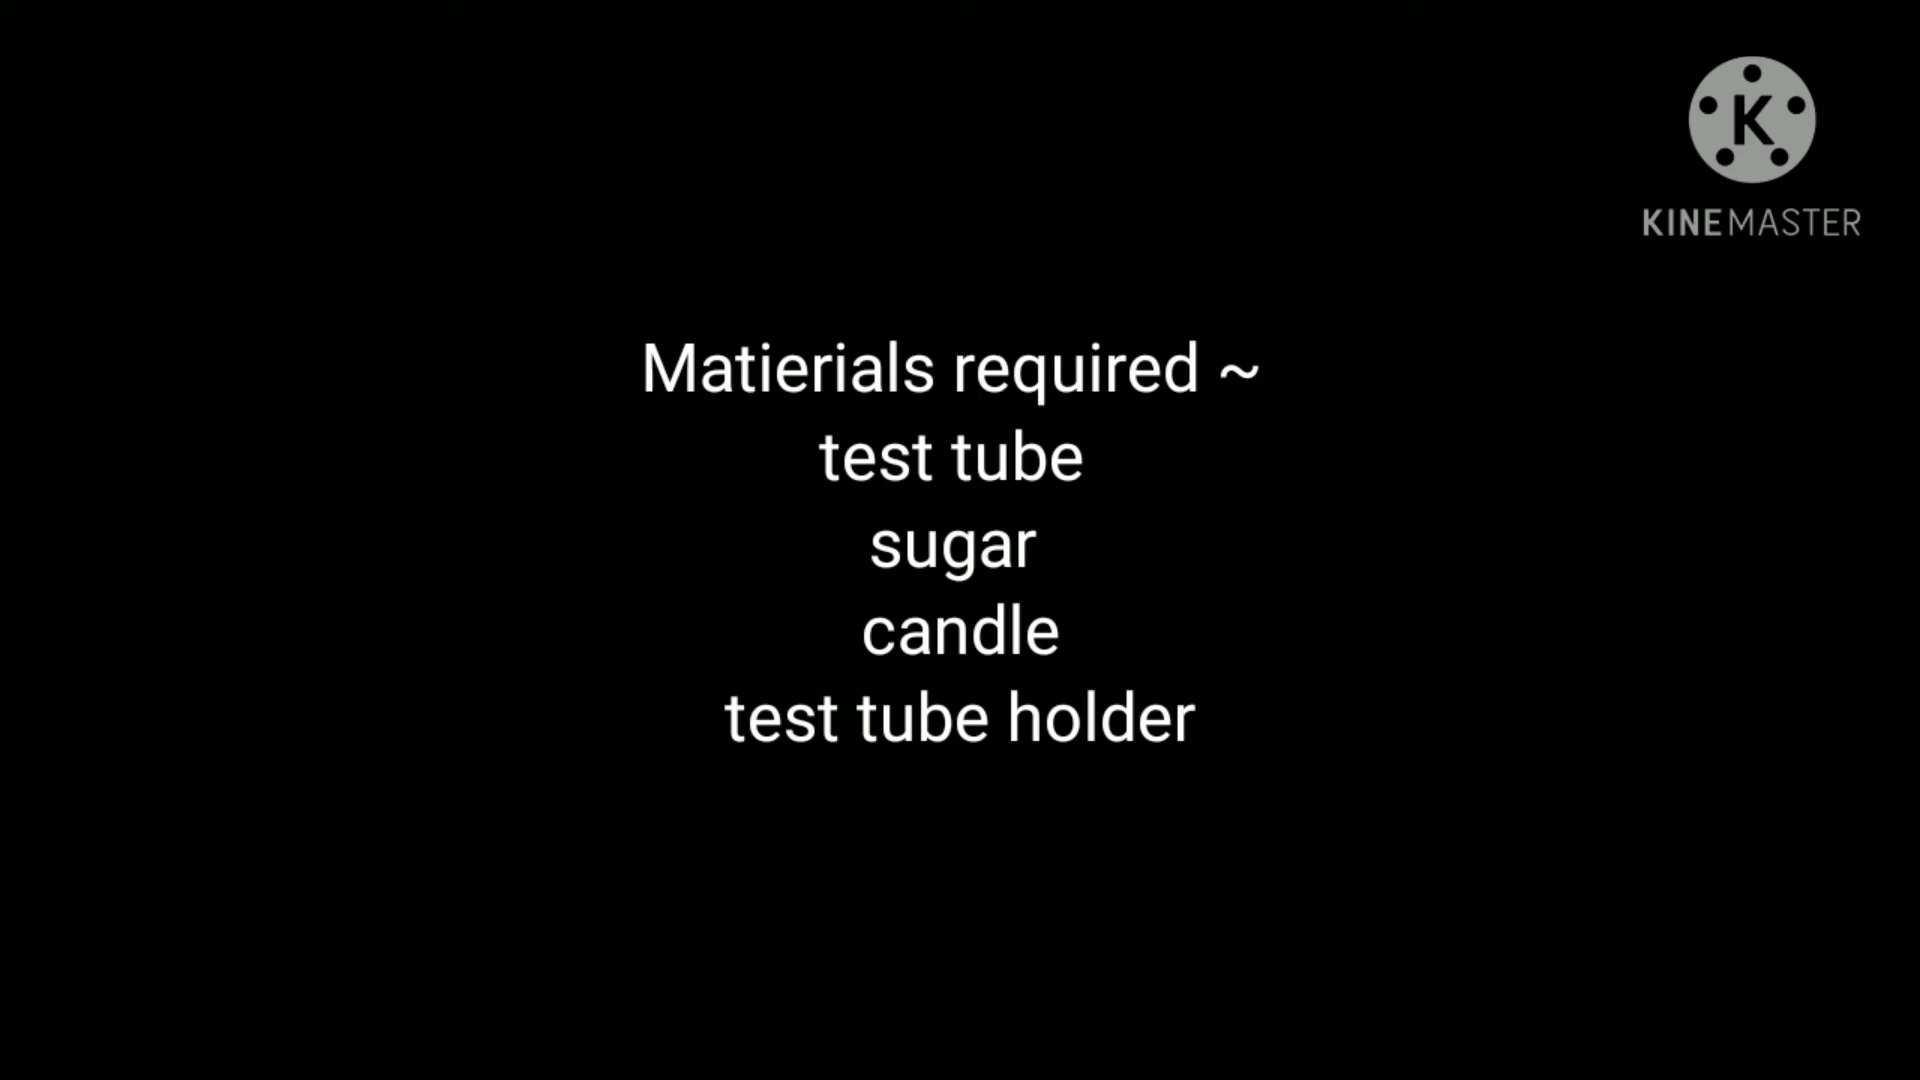 K
KINEMASTER
Matierials required ~
test tube
sugar
candle
test tube holder